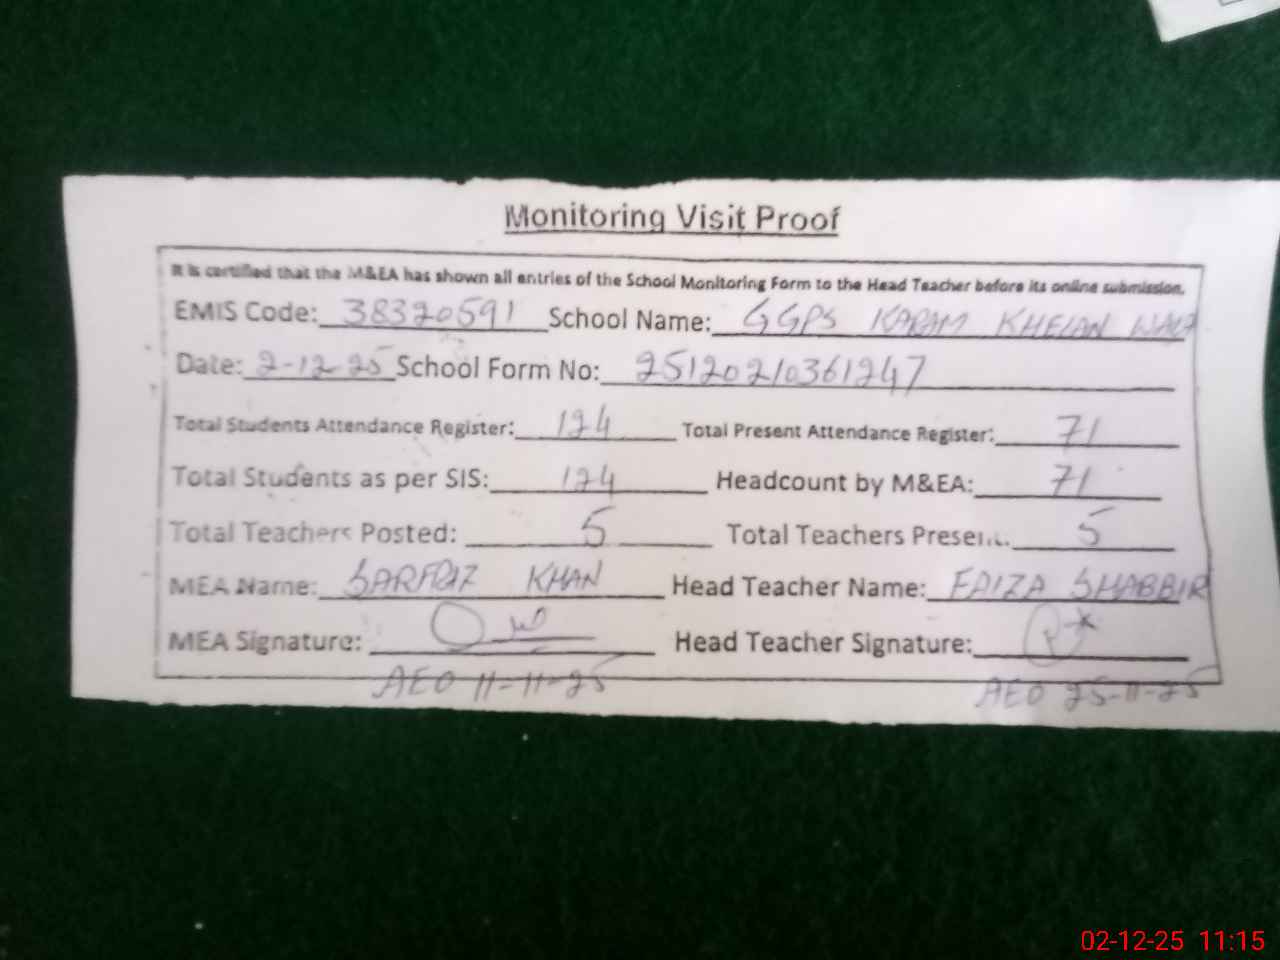 Monitoring Visit Proof
It is certified that the M&EA has shown all entries of the School Monitoring Form to the Head Teacher before its online submission.
EMIS Code: 38320591 School Name: GGPS KARAM KHELAN WALA
Date: 2-12-25 School Form No: 25120210361247
Total Students Attendance Register: 124 Total Present Attendance Register: 71
Total Students as per SIS: 124 Headcount by M&EA: 71
Total Teachers Posted: 5 Total Teachers Present: 5
MEA Name: SARFRAZ KHAN Head Teacher Name: FAIZA SHABBIR
MEA Signature: Head Teacher Signature:
AEO 11-11-25 AEO 25-11-25
02-12-25 11:15